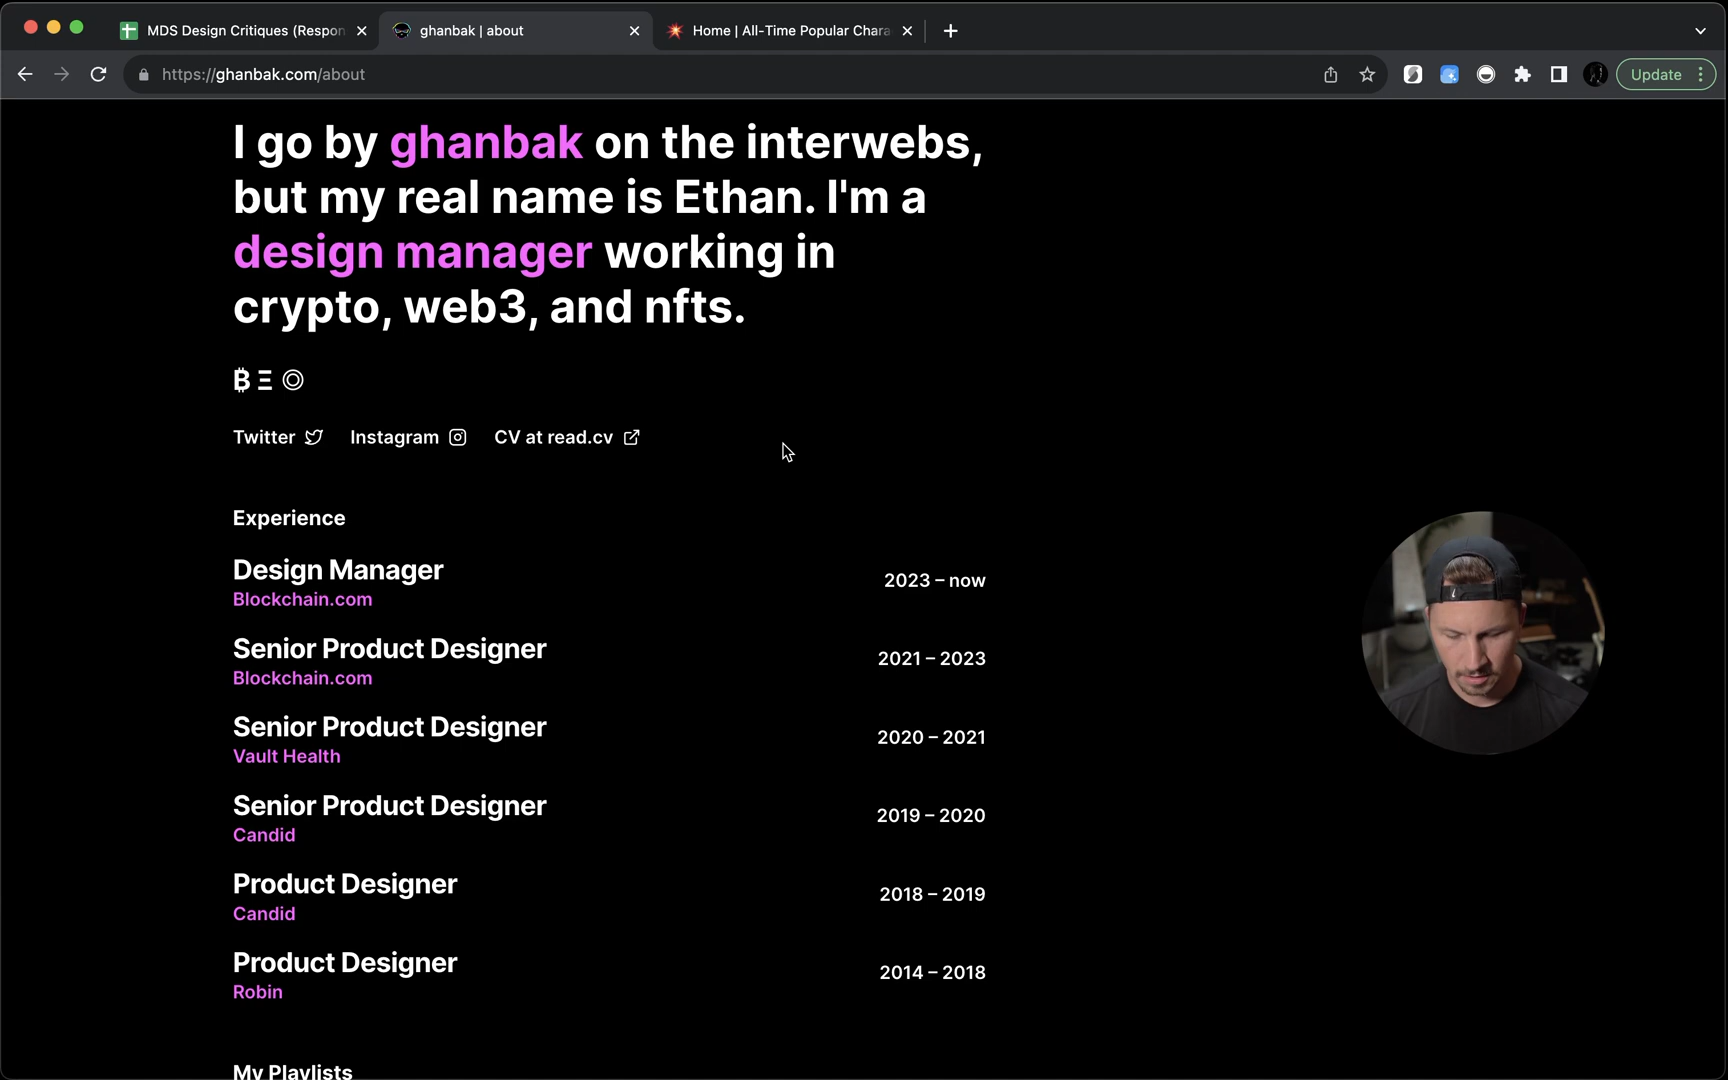 MDS Design Critiques (Respon
ghanbak | about
Home | All-Time Popular Chara
https://ghanbak.com/about
Update
I go by ghanbak on the interwebs,
but my real name is Ethan. I'm a
design manager working in
crypto, web3, and nfts.
Twitter
Instagram
CV at read.cv
Experience
Design Manager
2023 – now
Blockchain.com
Senior Product Designer
2021 – 2023
Blockchain.com
Senior Product Designer
2020 – 2021
Vault Health
Senior Product Designer
2019 – 2020
Candid
Product Designer
2018 – 2019
Candid
Product Designer
2014 – 2018
Robin
My Playlists